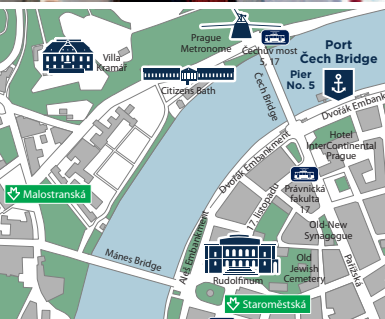 Prague
Metronome
Čechův most
5, 17
Port
Čech Bridge
Pier
No. 5
Villa
Kramář
Citizens Bath
Čech Bridge
Dvořák Embankment
Dvořák Embankment
Hotel
InterContinental
Prague
Právnická
fakulta
17
Malostranská
17. listopadu
Old-New
Synagogue
Pařížská
Alš Embankment
Mánes Bridge
Rudolfinum
Old
Jewish
Cemetery
Staroměstská